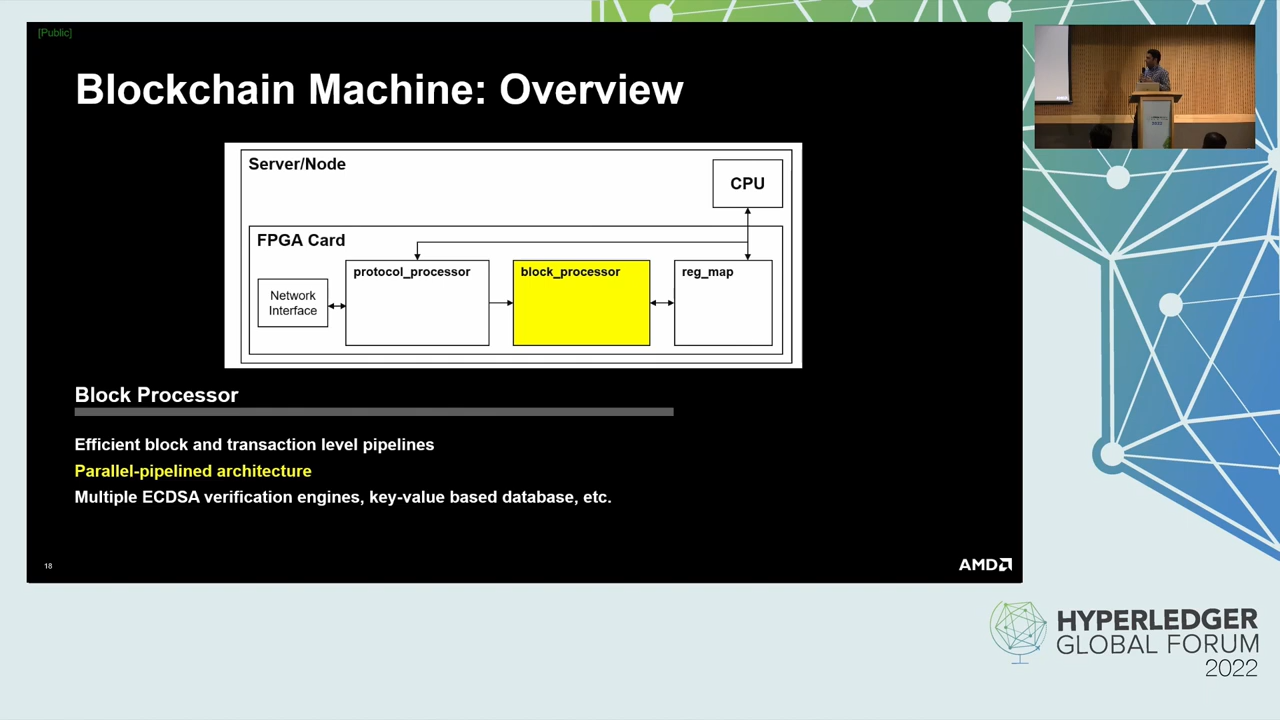 [Public]
Blockchain Machine: Overview
Server/Node
CPU
FPGA Card
protocol_processor
block_processor
reg_map
Network
Interface
Block Processor
Efficient block and transaction level pipelines
Parallel-pipelined architecture
Multiple ECDSA verification engines, key-value based database, etc.
18
AMD
HYPERLEDGER
GLOBAL FORUM
2022